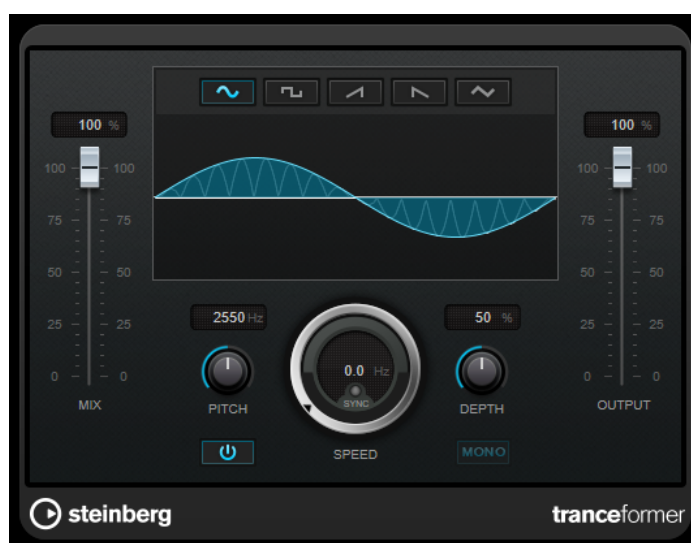 100 %
100 %
100 100
100 100
75 75
75 75
50 50
50 50
25 25
25 25
0 0
0 0
2550 Hz
50 %
0.0 Hz
SYNC
MIX
PITCH
DEPTH
OUTPUT
SPEED
MONO
steinberg
tranceformer